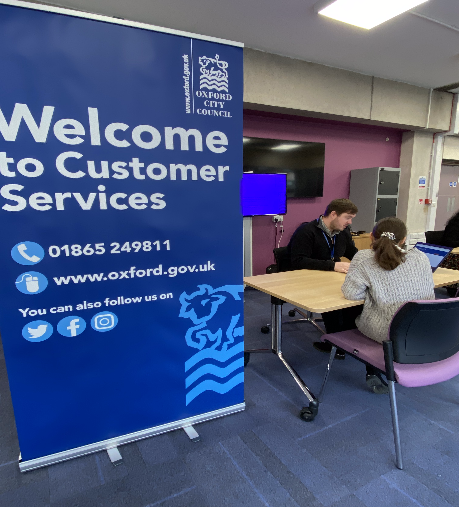 www.oxford.gov.uk
OXFORD
CITY
COUNCIL
Welcome
to Customer
Services
01865 249811
www.oxford.gov.uk
You can also follow us on